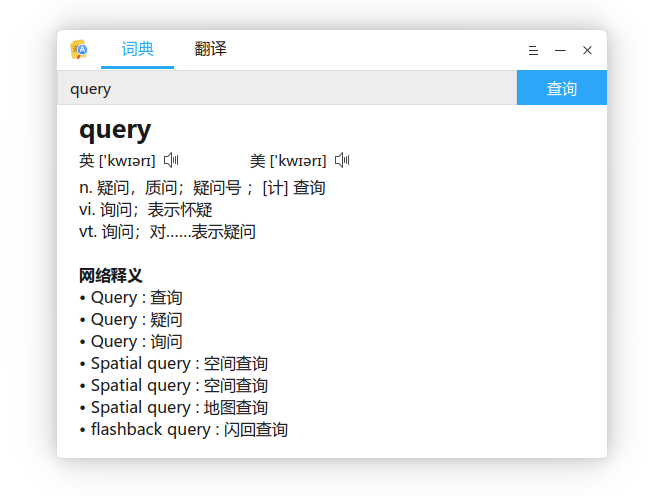 词典 翻译
query 查询
query
英 ['kwɪərɪ] 美 ['kwɪərɪ]
n. 疑问，质问；疑问号 ；[计] 查询
vi. 询问；表示怀疑
vt. 询问；对……表示疑问
网络释义
• Query : 查询
• Query : 疑问
• Query : 询问
• Spatial query : 空间查询
• Spatial query : 空间查询
• Spatial query : 地图查询
• flashback query : 闪回查询